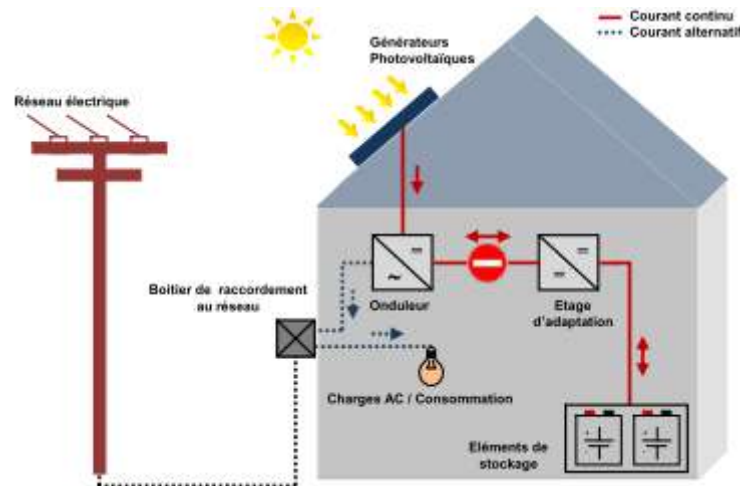 Courant continu
Courant alternatif
Générateurs
Photovoltaïques
Réseau électrique
Boitier de raccordement
au réseau
Onduleur
Etage
d'adaptation
Charges AC / Consommation
Eléments de
stockage